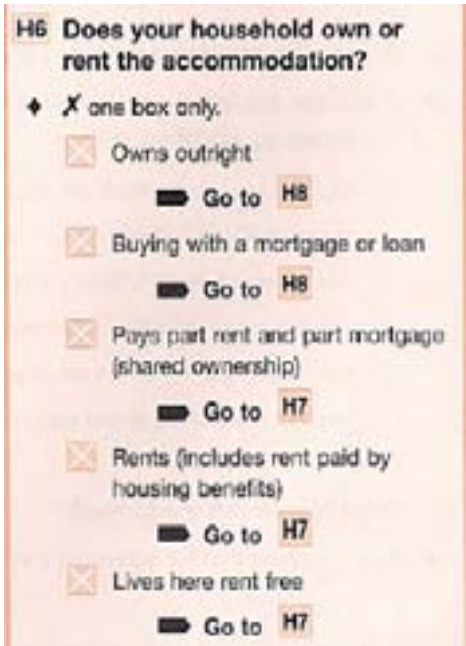 H6 Does your household own or
rent the accommodation?
♦ ✗ one box only.
Owns outright
Go to H8
Buying with a mortgage or loan
Go to H8
Pays part rent and part mortgage
(shared ownership)
Go to H7
Rents (includes rent paid by
housing benefits)
Go to H7
Lives here rent free
Go to H7